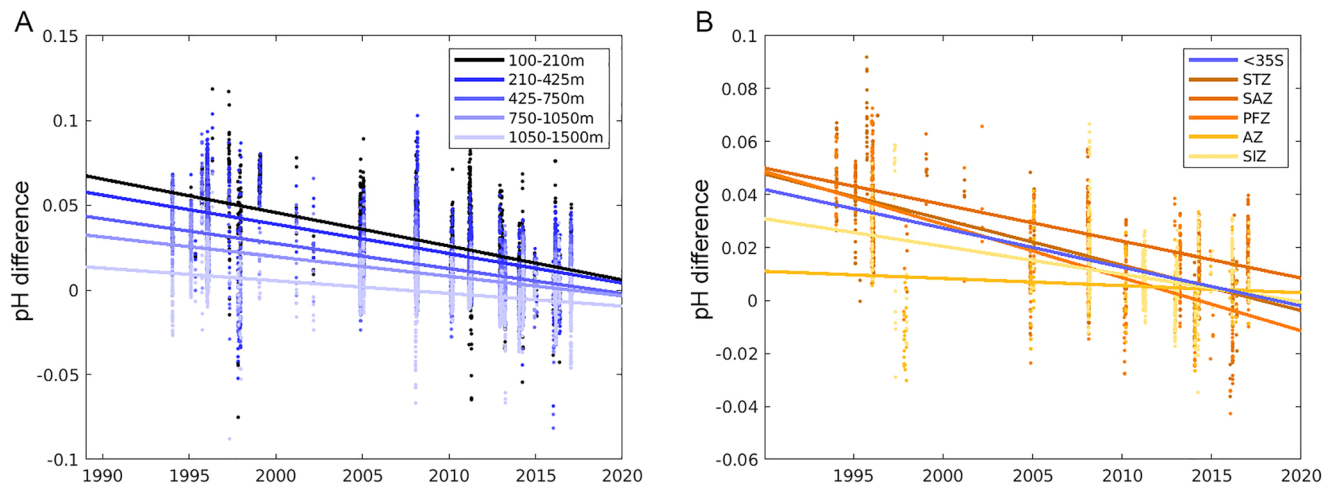 A
pH difference
0.15
0.1
0.05
0
-0.05
-0.1
1990 1995 2000 2005 2010 2015 2020
100-210m
210-425m
425-750m
750-1050m
1050-1500m
B
pH difference
0.1
0.08
0.06
0.04
0.02
0
-0.02
-0.04
-0.06
1995 2000 2005 2010 2015 2020
<35S
STZ
SAZ
PFZ
AZ
SIZ